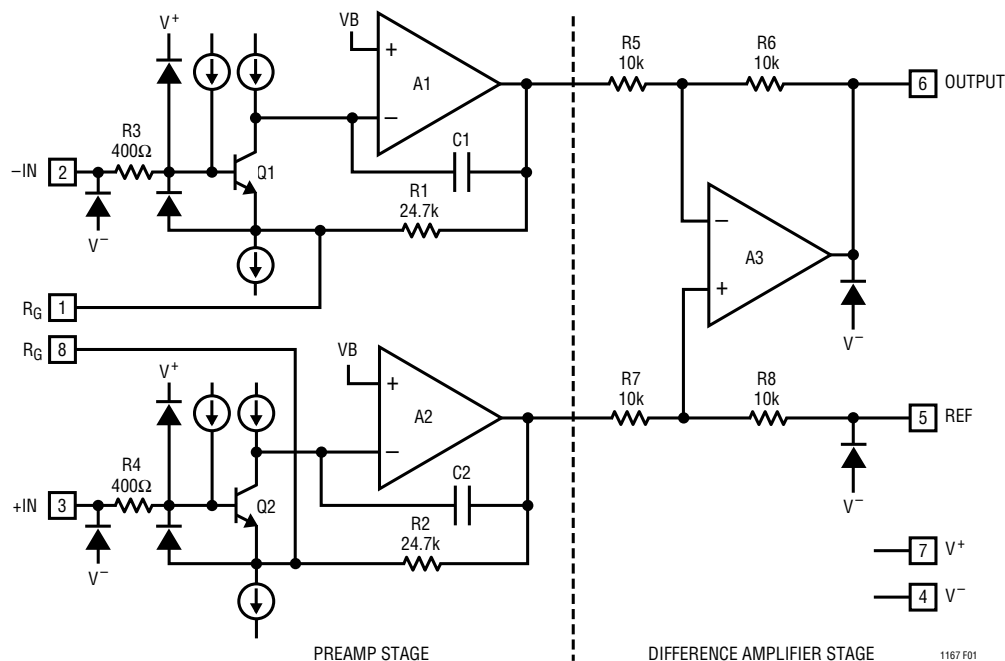 V+
VB
+
A1
−
R5
10k
R6
10k
6 OUTPUT
R3
400Ω
−IN 2
Q1
C1
R1
24.7k
V−
−
A3
+
RG 1
RG 8
V−
V+
VB
+
A2
−
R7
10k
R8
10k
5 REF
R4
400Ω
+IN 3
Q2
C2
R2
24.7k
V−
V−
7 V+
4 V−
PREAMP STAGE
DIFFERENCE AMPLIFIER STAGE
1167 F01